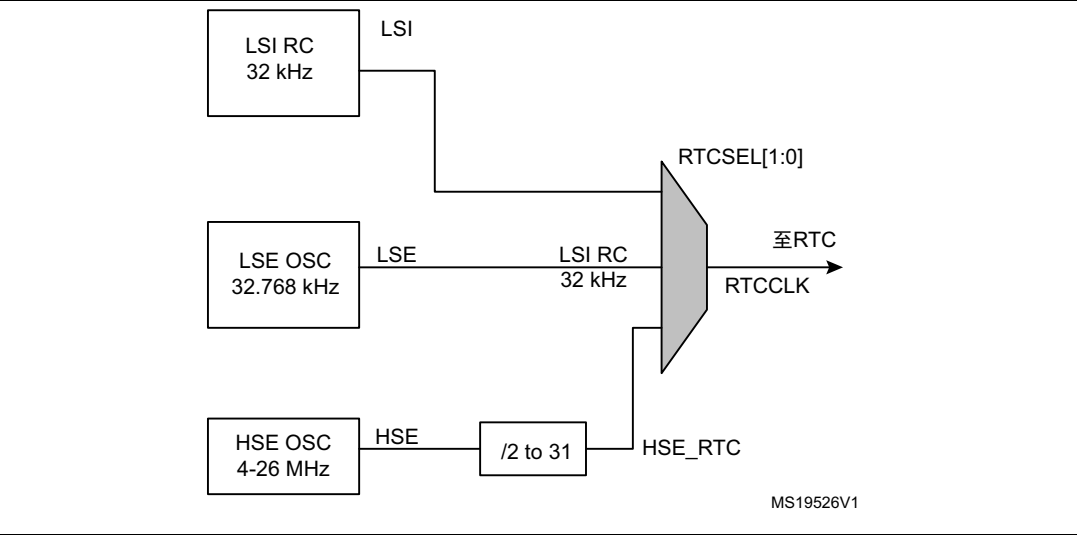 LSI RC
32 kHz
LSI
RTCSEL[1:0]
LSE OSC
32.768 kHz
LSE
LSI RC
32 kHz
至RTC
RTCCLK
HSE OSC
4-26 MHz
HSE
/2 to 31
HSE_RTC
MS19526V1